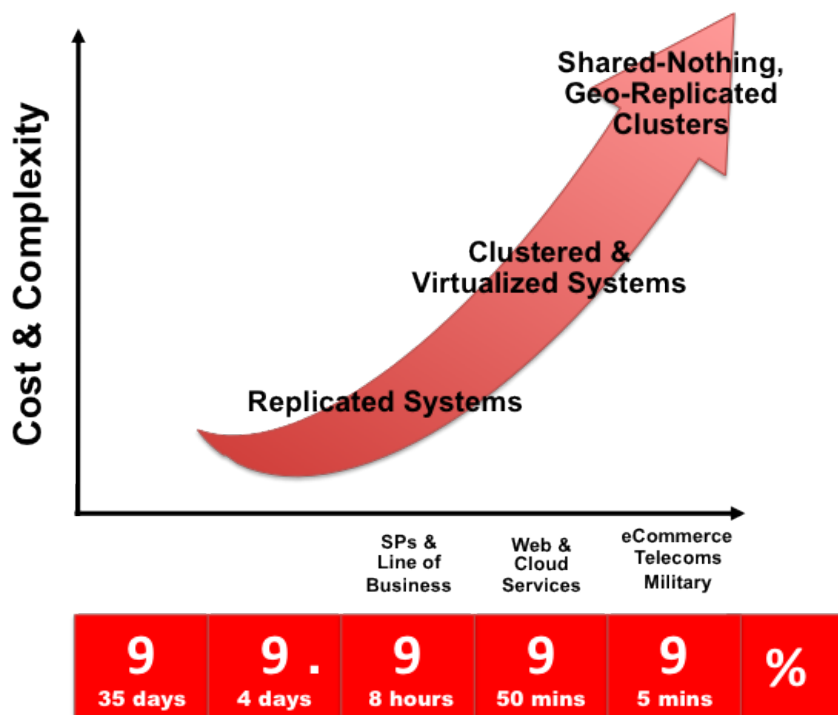 Cost & Complexity
Shared-Nothing,
Geo-Replicated
Clusters
Clustered &
Virtualized Systems
Replicated Systems
SPs &
Line of
Business
Web &
Cloud
Services
eCommerce
Telecoms
Military
9 9 . 9 9 9 %
35 days 4 days 8 hours 50 mins 5 mins